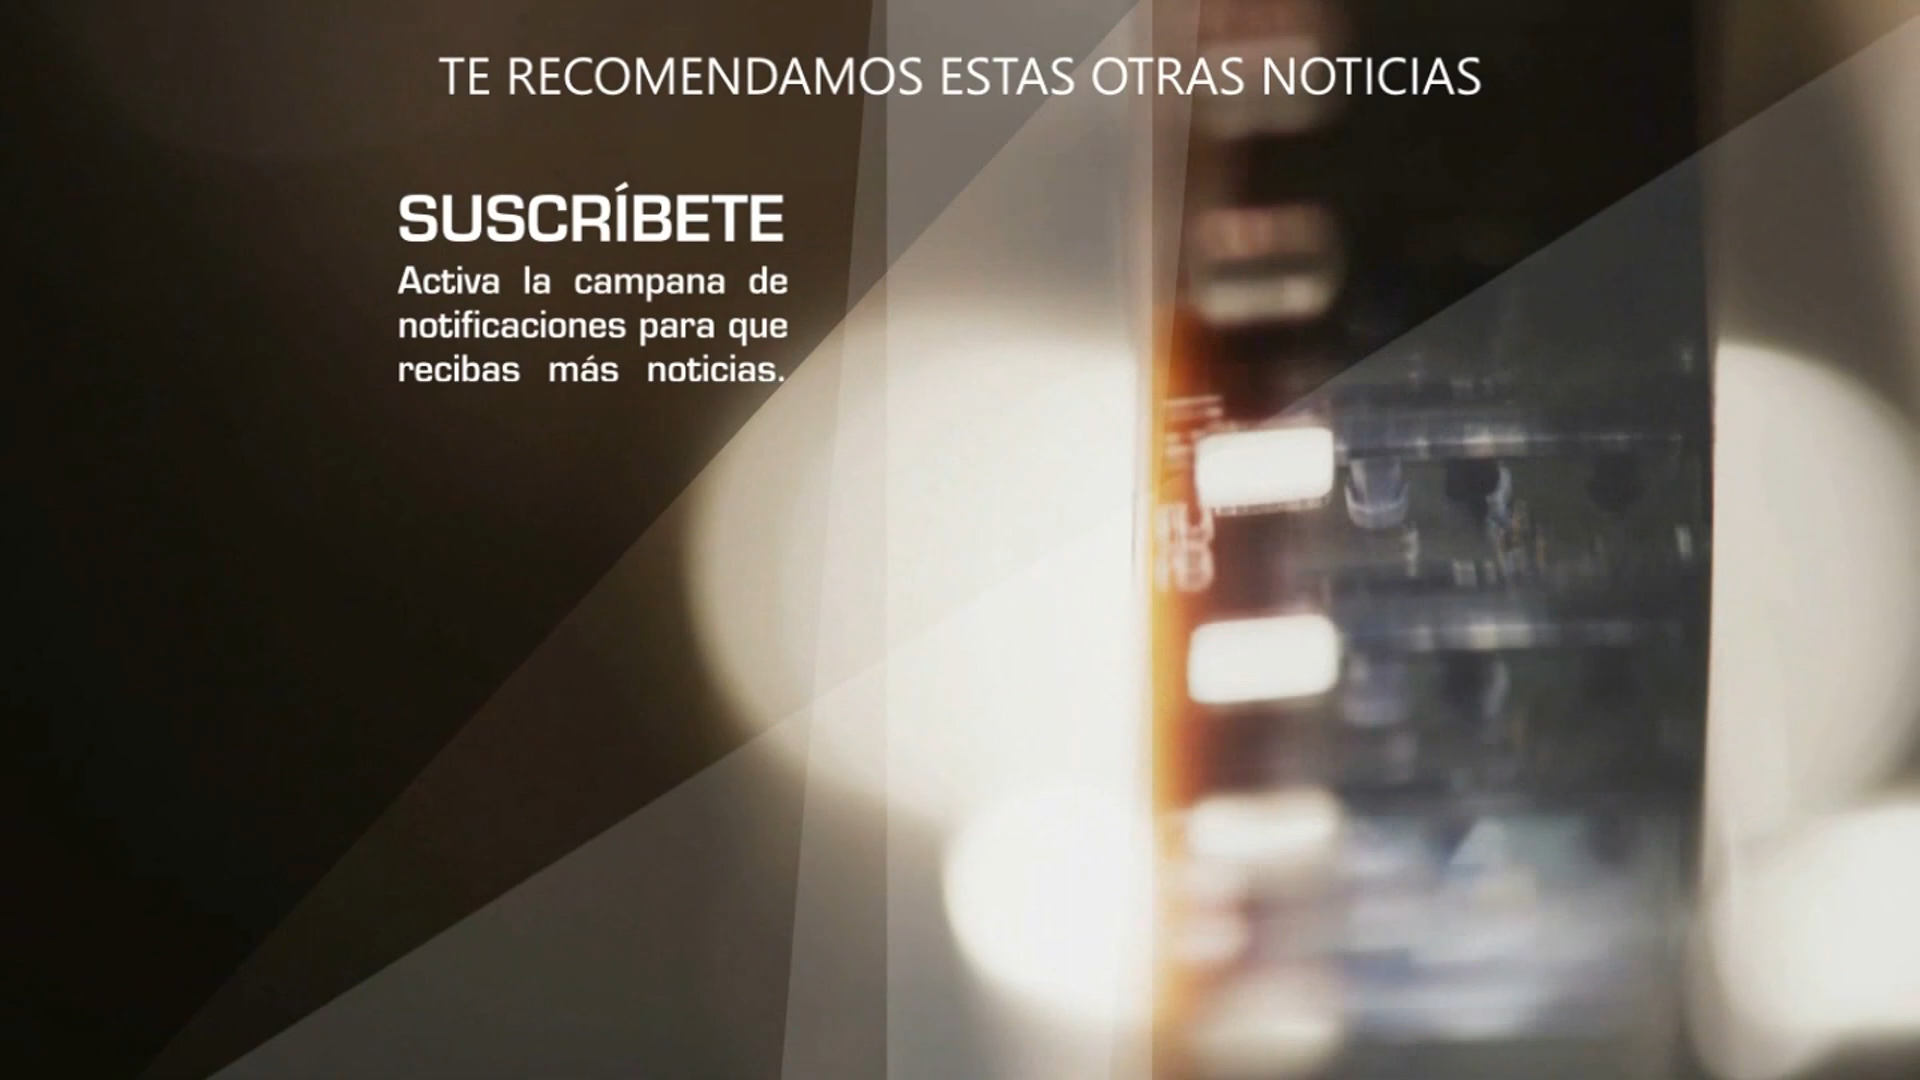 TE RECOMENDAMOS ESTAS OTRAS NOTICIAS
SUSCRÍBETE
Activa la campana de
notificaciones para que
recibas más noticias.